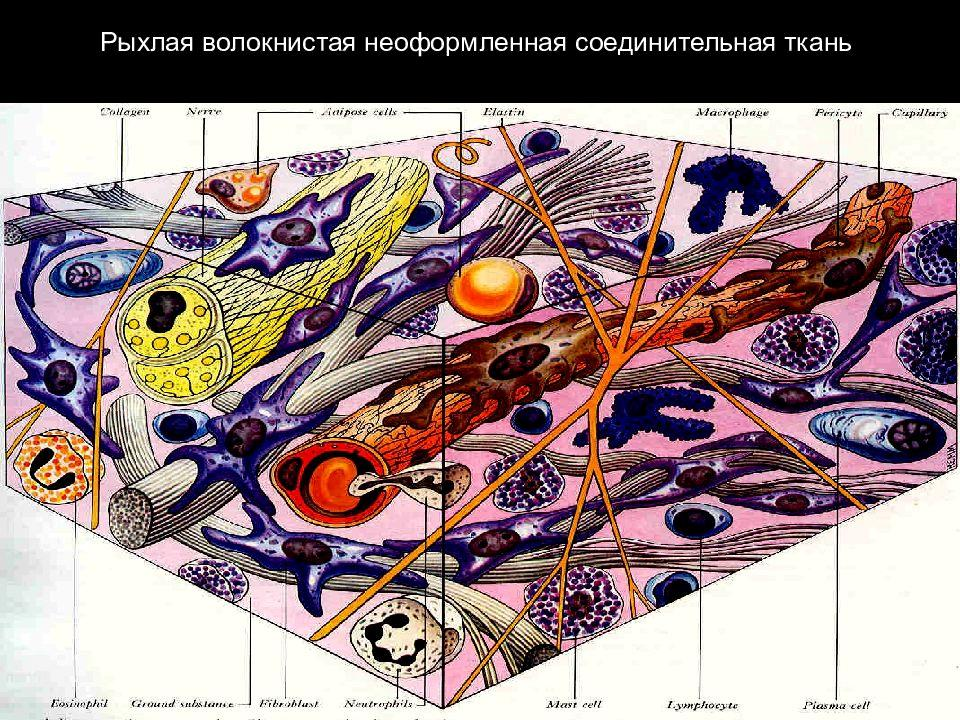 Рыхлая волокнистая неоформленная соединительная ткань
Collagen Nerve Adipose cells Elastin Macrophage Pericyte Capillary
Eosinophil Ground substance Fibroblast Neutrophils Mast cell Lymphocyte Plasma cell